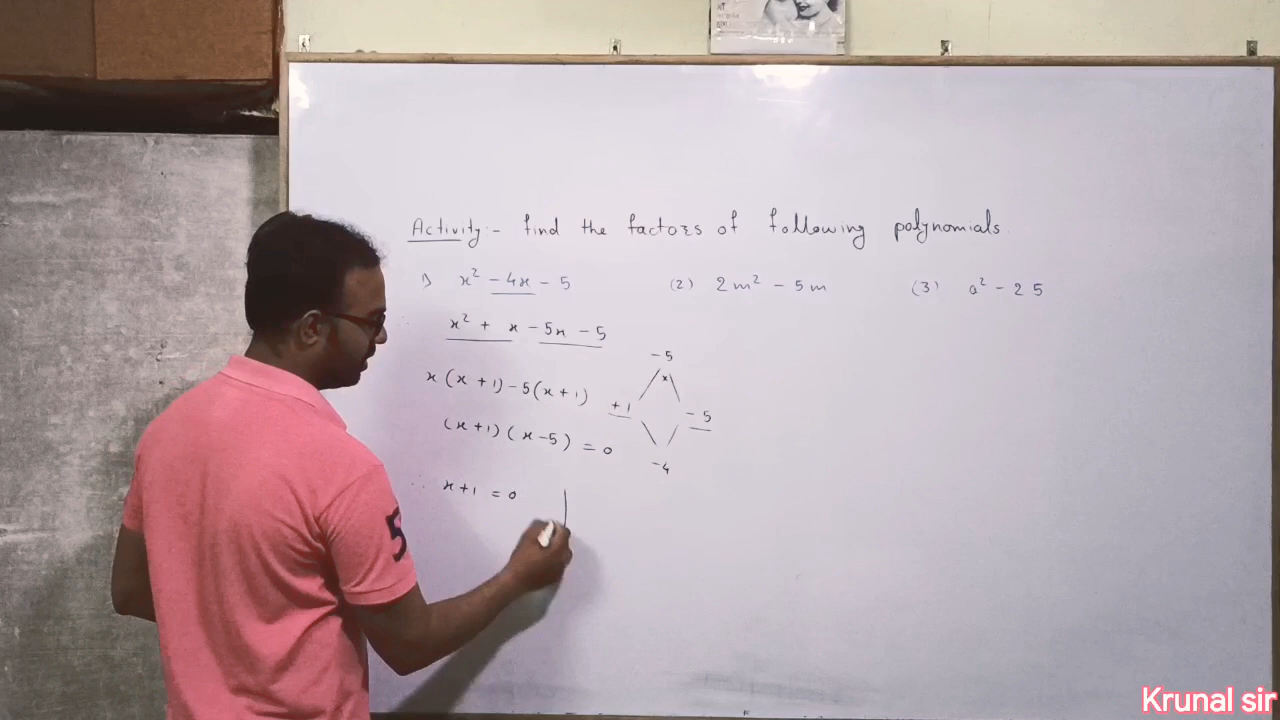 Activity :- find the factors of following polynomials.
1) x² - 4x - 5 (2) 2m² - 5m (3) a² - 25
x² + x - 5x - 5
x(x+1) - 5(x+1)
(x+1)(x-5) = 0
∴ x+1 = 0
-5
x
+1 -5
-4
5
Krunal sir